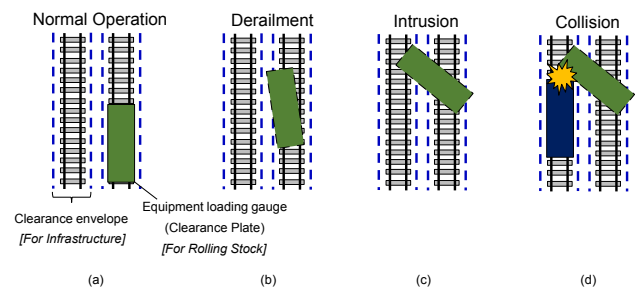 Normal Operation
Derailment
Intrusion
Collision
Clearance envelope
[For Infrastructure]
Equipment loading gauge
(Clearance Plate)
[For Rolling Stock]
(a)
(b)
(c)
(d)